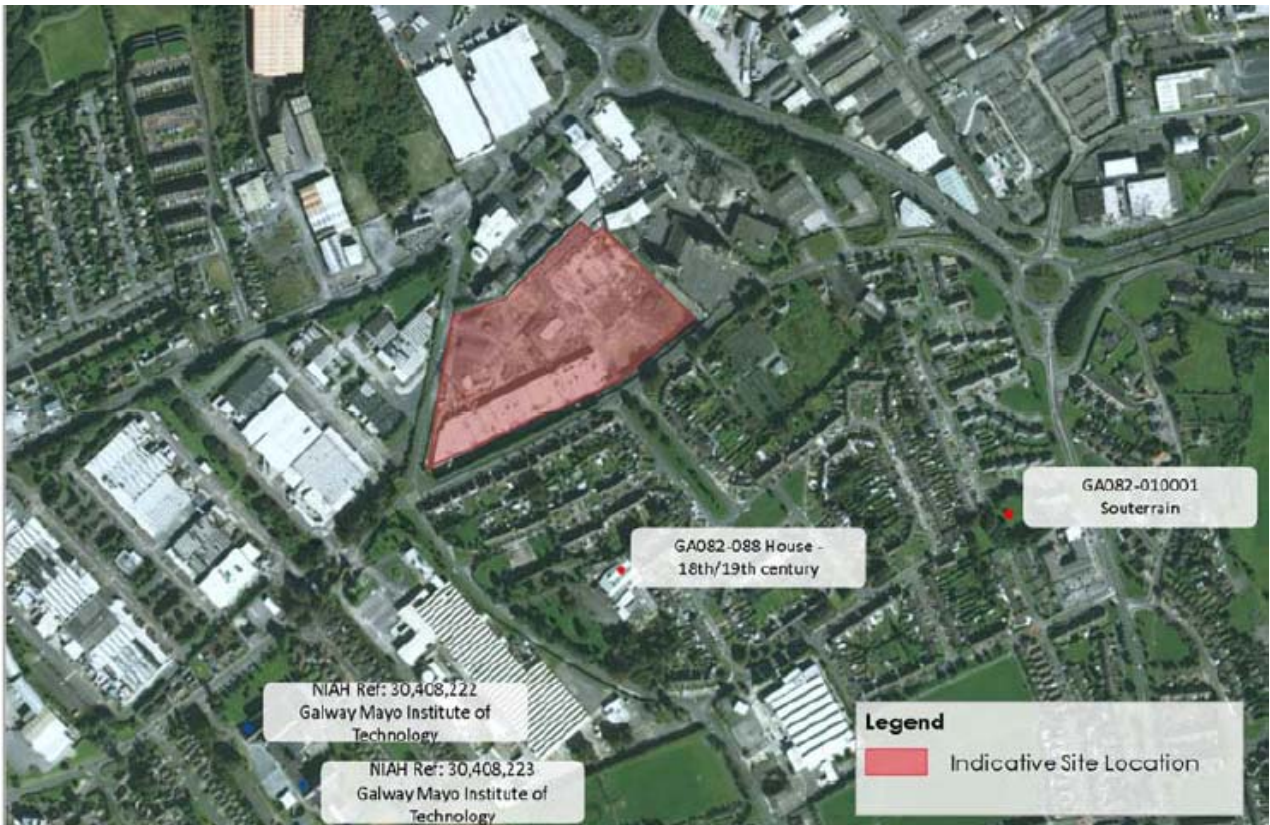 GA082-010001
Souterrain
GA082-088 House -
18th/19th century
NIAH Ref: 30,408,222
Galway Mayo Institute of
Technology
NIAH Ref: 30,408,223
Galway Mayo Institute of
Technology
Legend
Indicative Site Location